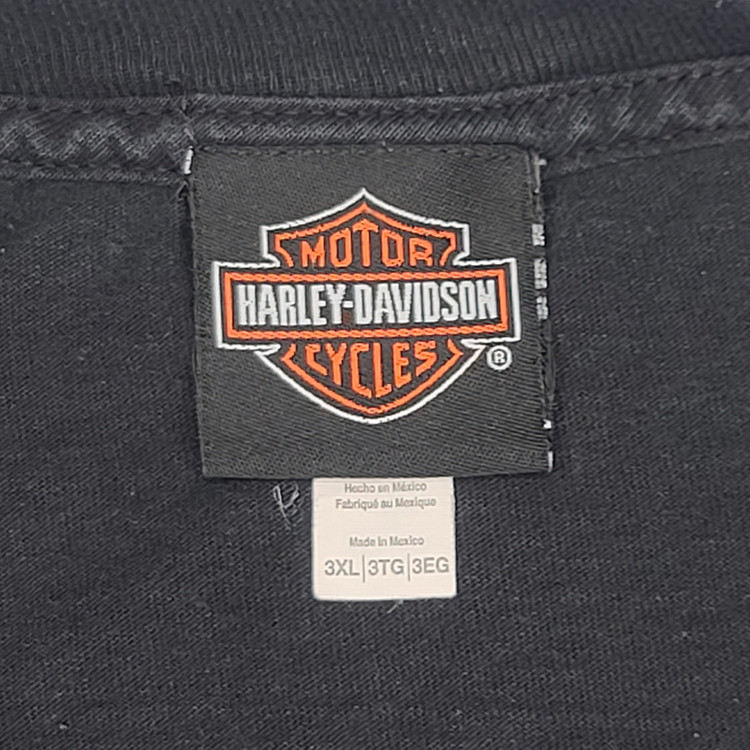 MOTOR
HARLEY-DAVIDSON
CYCLES
®
Hecho en México
Fabriqué au Mexique
Made in Mexico
3XL|3TG|3EG